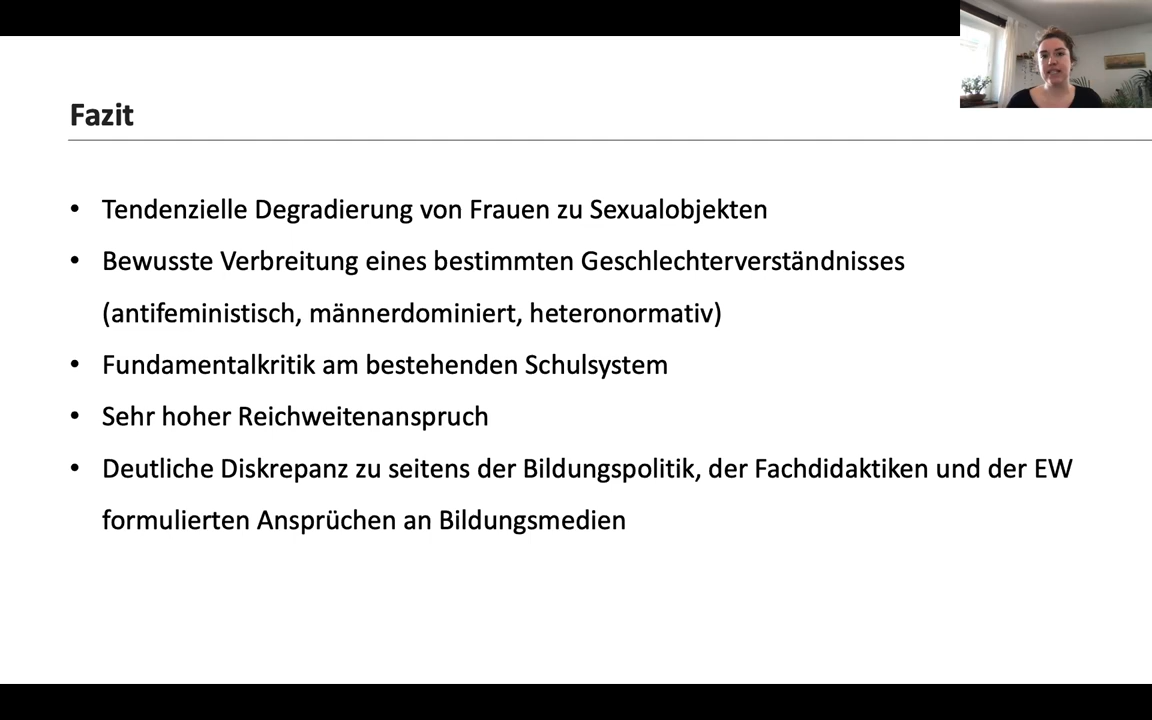 Fazit
• Tendenzielle Degradierung von Frauen zu Sexualobjekten
• Bewusste Verbreitung eines bestimmten Geschlechterverständnisses
(antifeministisch, männerdominiert, heteronormativ)
• Fundamentalkritik am bestehenden Schulsystem
• Sehr hoher Reichweitenanspruch
• Deutliche Diskrepanz zu seitens der Bildungspolitik, der Fachdidaktiken und der EW
formulierten Ansprüchen an Bildungsmedien